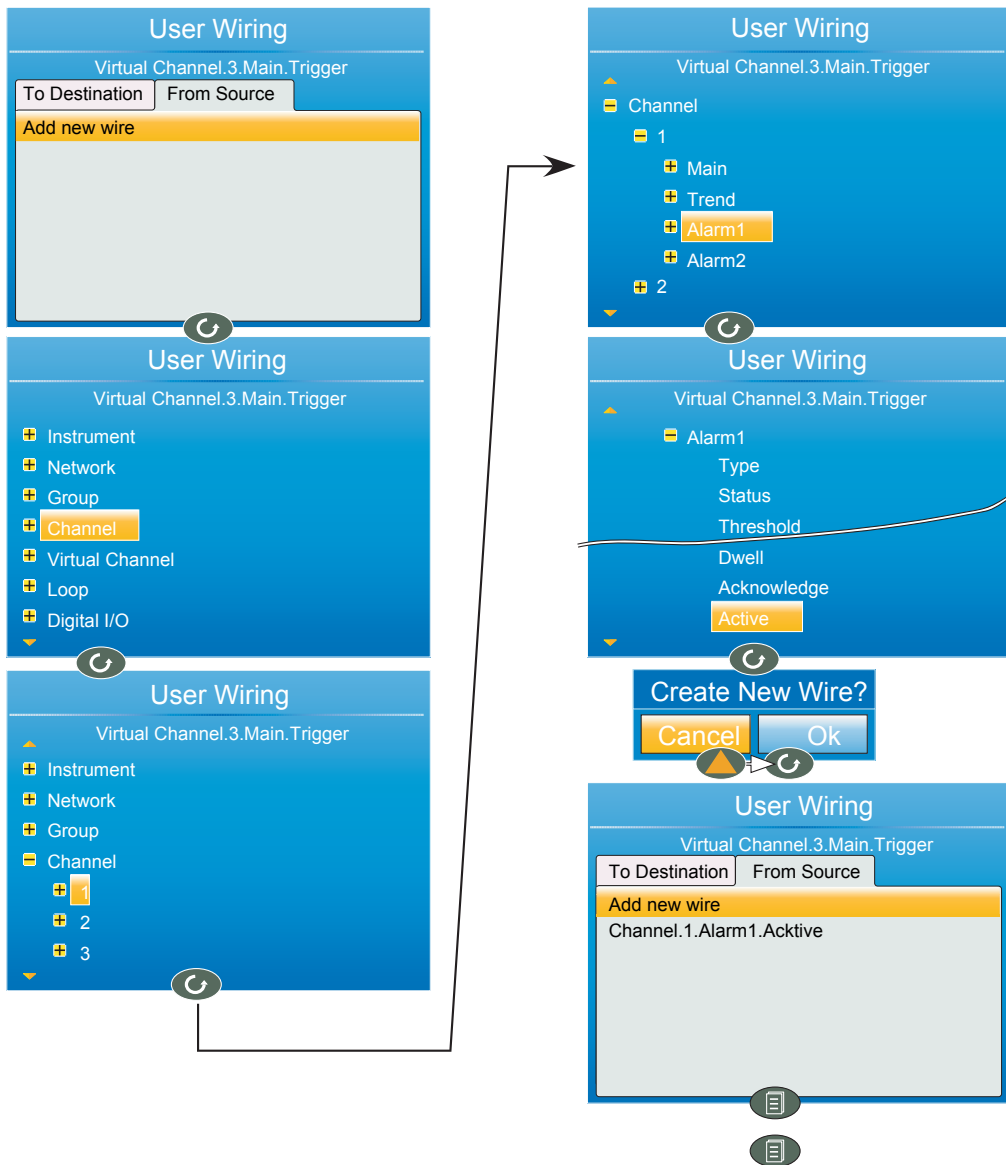 User Wiring
Virtual Channel.3.Main.Trigger
To Destination From Source
Add new wire
User Wiring
Virtual Channel.3.Main.Trigger
Instrument
Network
Group
Channel
Virtual Channel
Loop
Digital I/O
User Wiring
Virtual Channel.3.Main.Trigger
Instrument
Network
Group
Channel
1
2
3
User Wiring
Virtual Channel.3.Main.Trigger
Channel
1
Main
Trend
Alarm1
Alarm2
2
User Wiring
Virtual Channel.3.Main.Trigger
Alarm1
Type
Status
Threshold
Dwell
Acknowledge
Active
Create New Wire?
Cancel Ok
User Wiring
Virtual Channel.3.Main.Trigger
To Destination From Source
Add new wire
Channel.1.Alarm1.Acktive